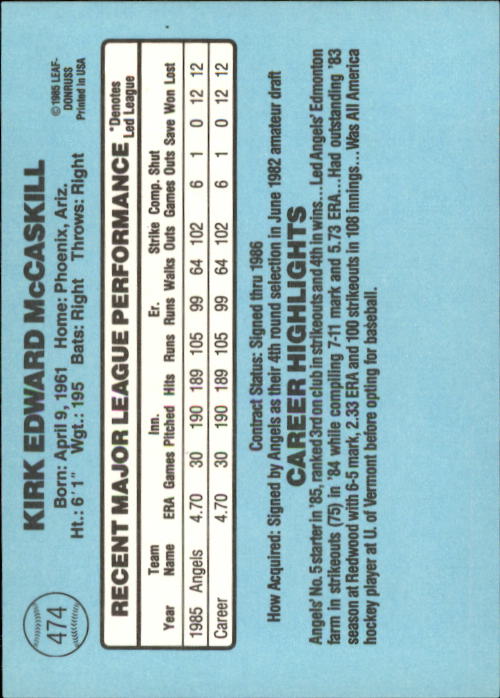 474
KIRK EDWARD McCASKILL
Born: April 9, 1961 Home: Phoenix, Ariz.
Ht.: 6'1" Wgt.: 195 Bats: Right Throws: Right
©1985 LEAF-
DONRUSS
Printed in USA
RECENT MAJOR LEAGUE PERFORMANCE
*Denotes
Led League
Team Inn. Er. Strike Comp. Shut
Year Name ERA Games Pitched Hits Runs Runs Walks Outs Games Outs Save Won Lost
1985 Angels 4.70 30 190 189 105 99 64 102 6 1 0 12 12
Career 4.70 30 190 189 105 99 64 102 6 1 0 12 12
Contract Status: Signed thru 1986
How Acquired: Signed by Angels as their 4th round selection in June 1982 amateur draft
CAREER HIGHLIGHTS
Angels' No. 5 starter in '85, ranked 3rd on club in strikeouts and 4th in wins...Led Angels' Edmonton
farm in strikeouts (75) in '84 while compiling 7-11 mark and 5.73 ERA...Had outstanding '83
season at Redwood with 6-5 mark, 2.33 ERA and 100 strikeouts in 108 innings...Was All America
hockey player at U. of Vermont before opting for baseball.